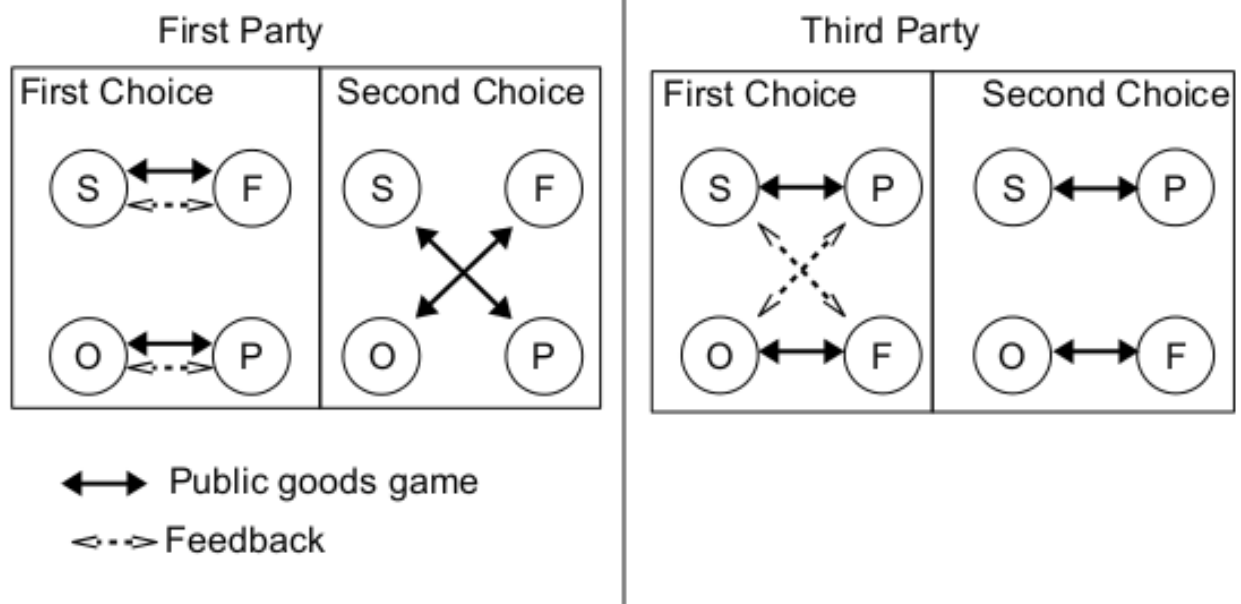 First Party
First Choice
Second Choice
S
F
S
F
O
P
O
P
Public goods game
Feedback
Third Party
First Choice
Second Choice
S
P
S
P
O
F
O
F